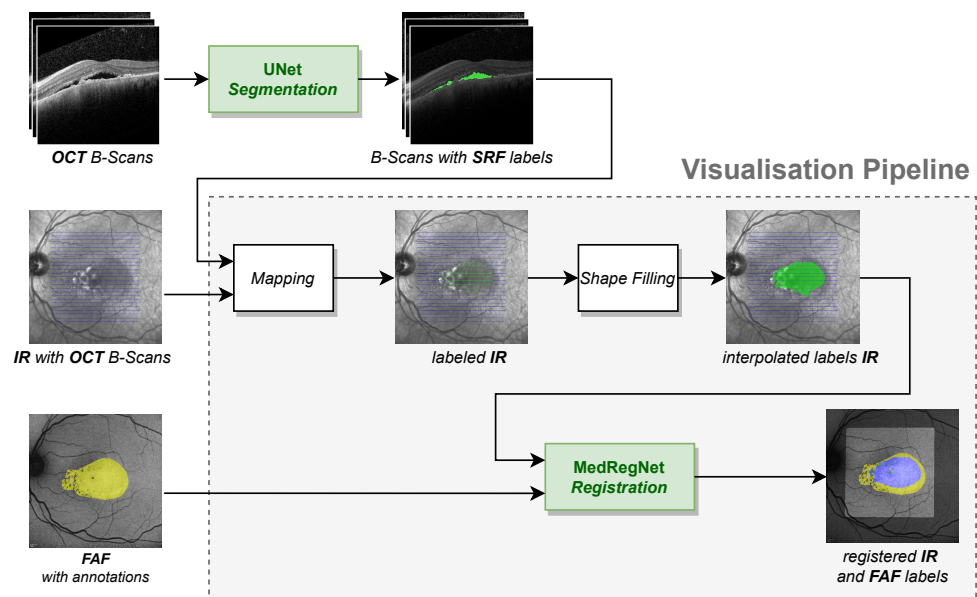 UNet
Segmentation
OCT B-Scans
B-Scans with SRF labels
Visualisation Pipeline
Mapping
Shape Filling
IR with OCT B-Scans
labeled IR
interpolated labels IR
MedRegNet
Registration
FAF
with annotations
registered IR
and FAF labels